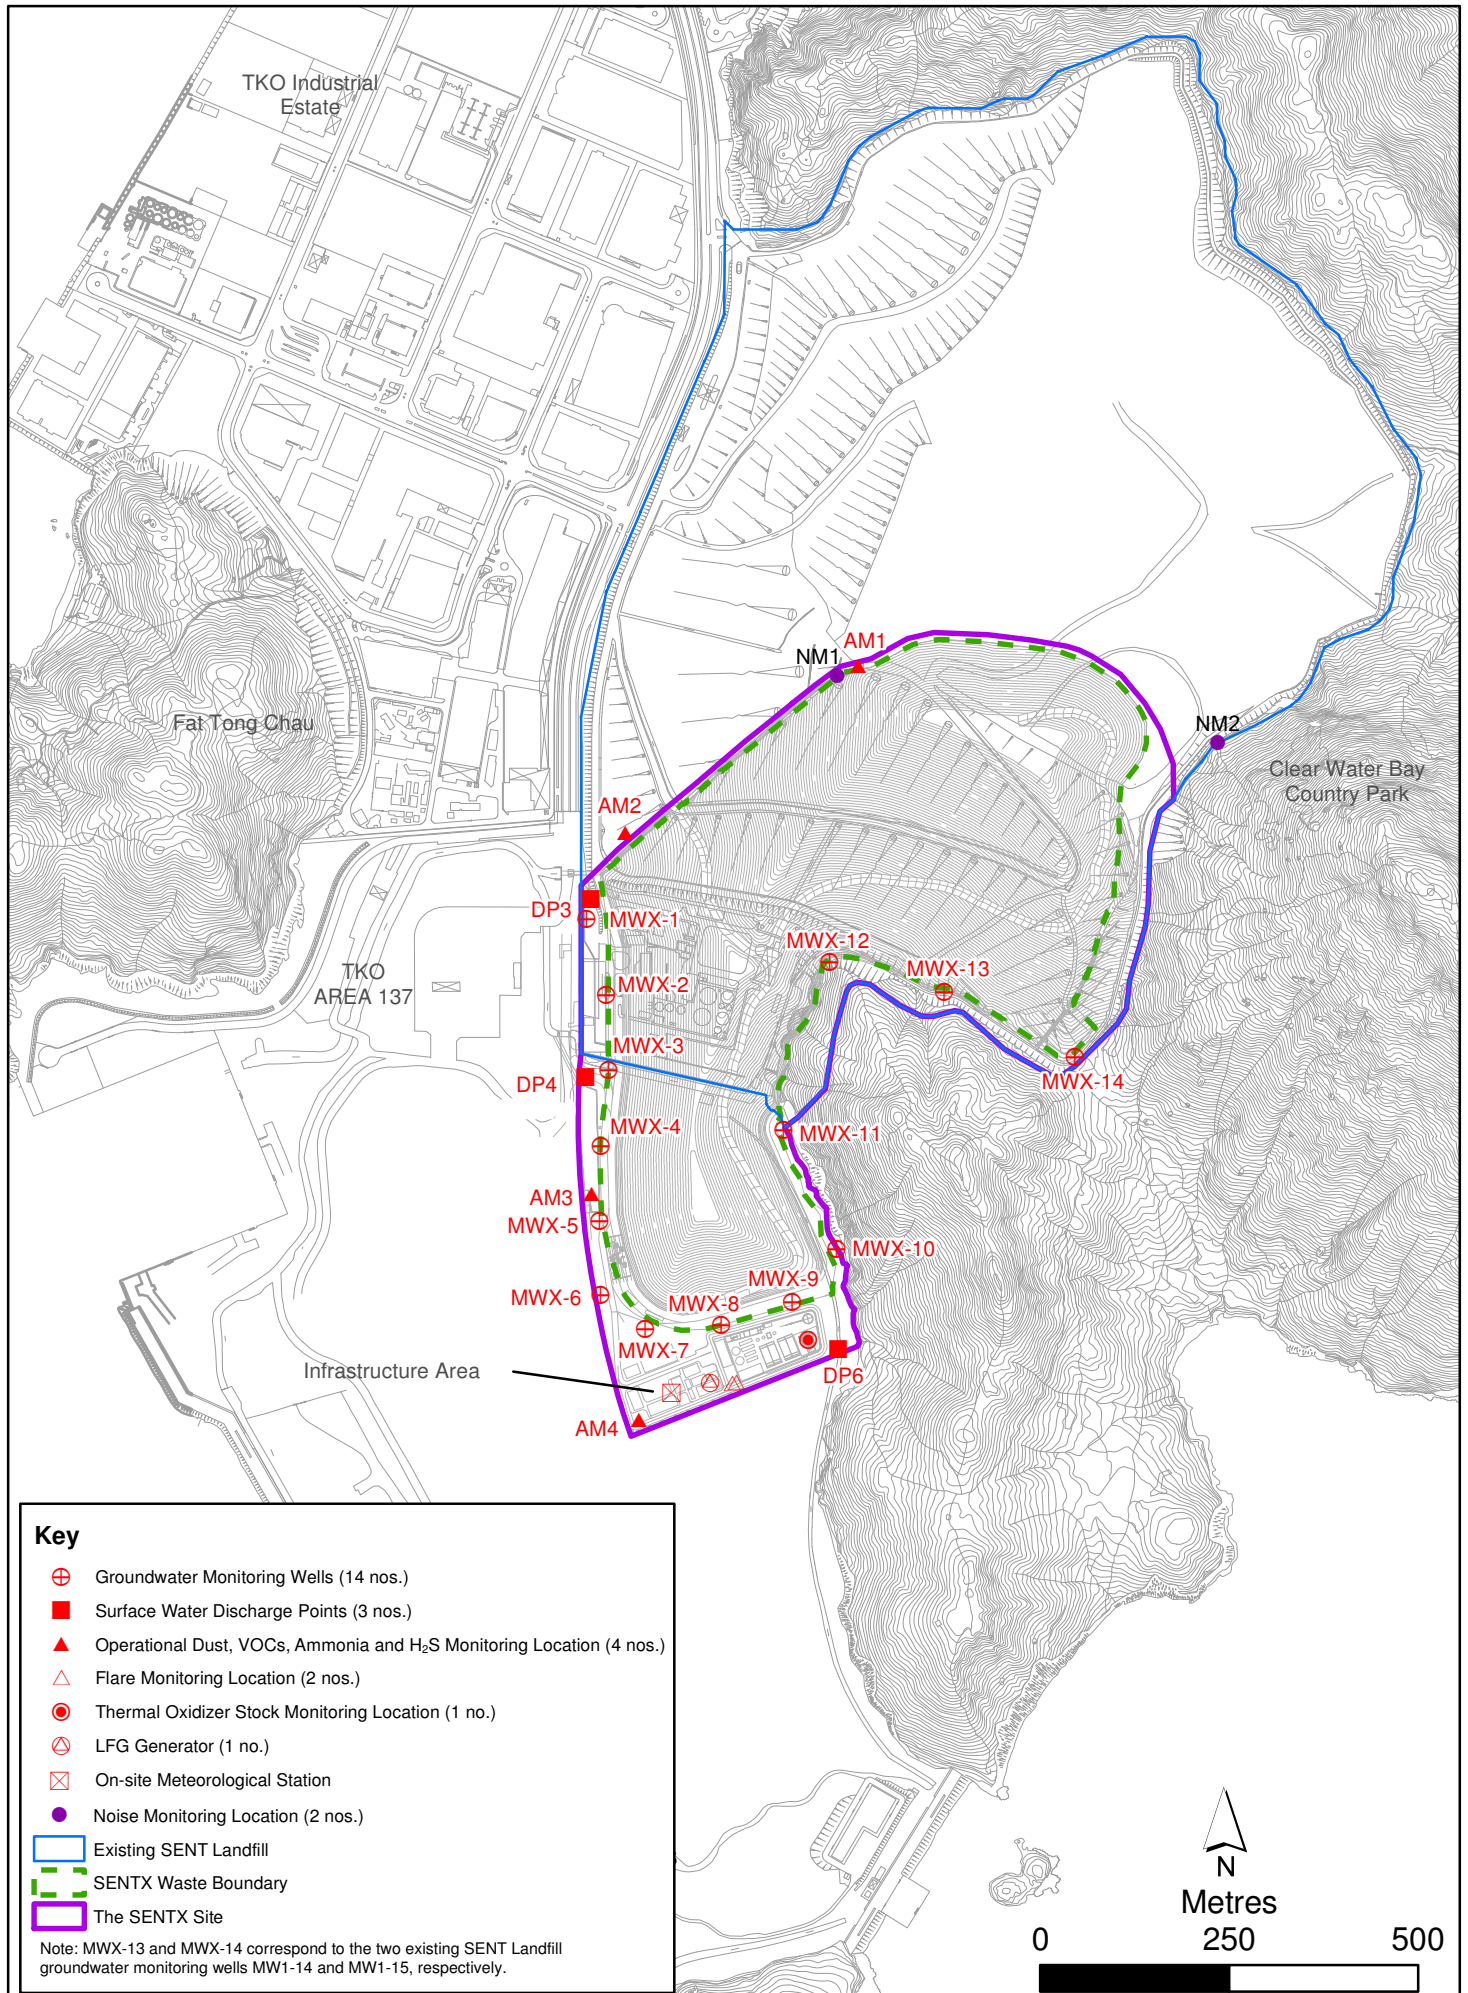 TKO Industrial
Estate
AM1
NM1
NM2
Fat Tong Chau
Clear Water Bay
Country Park
AM2
DP3
MWX-1
MWX-12
MWX-13
TKO
AREA 137
MWX-2
MWX-3
DP4
MWX-14
MWX-4
MWX-11
AM3
MWX-5
MWX-10
MWX-6
MWX-9
MWX-8
MWX-7
Infrastructure Area
DP6
AM4
Key
Groundwater Monitoring Wells (14 nos.)
Surface Water Discharge Points (3 nos.)
Operational Dust, VOCs, Ammonia and H₂S Monitoring Location (4 nos.)
Flare Monitoring Location (2 nos.)
Thermal Oxidizer Stock Monitoring Location (1 no.)
LFG Generator (1 no.)
On-site Meteorological Station
Noise Monitoring Location (2 nos.)
Existing SENT Landfill
SENTX Waste Boundary
The SENTX Site
Note: MWX-13 and MWX-14 correspond to the two existing SENT Landfill
groundwater monitoring wells MW1-14 and MW1-15, respectively.
N
Metres
0 250 500